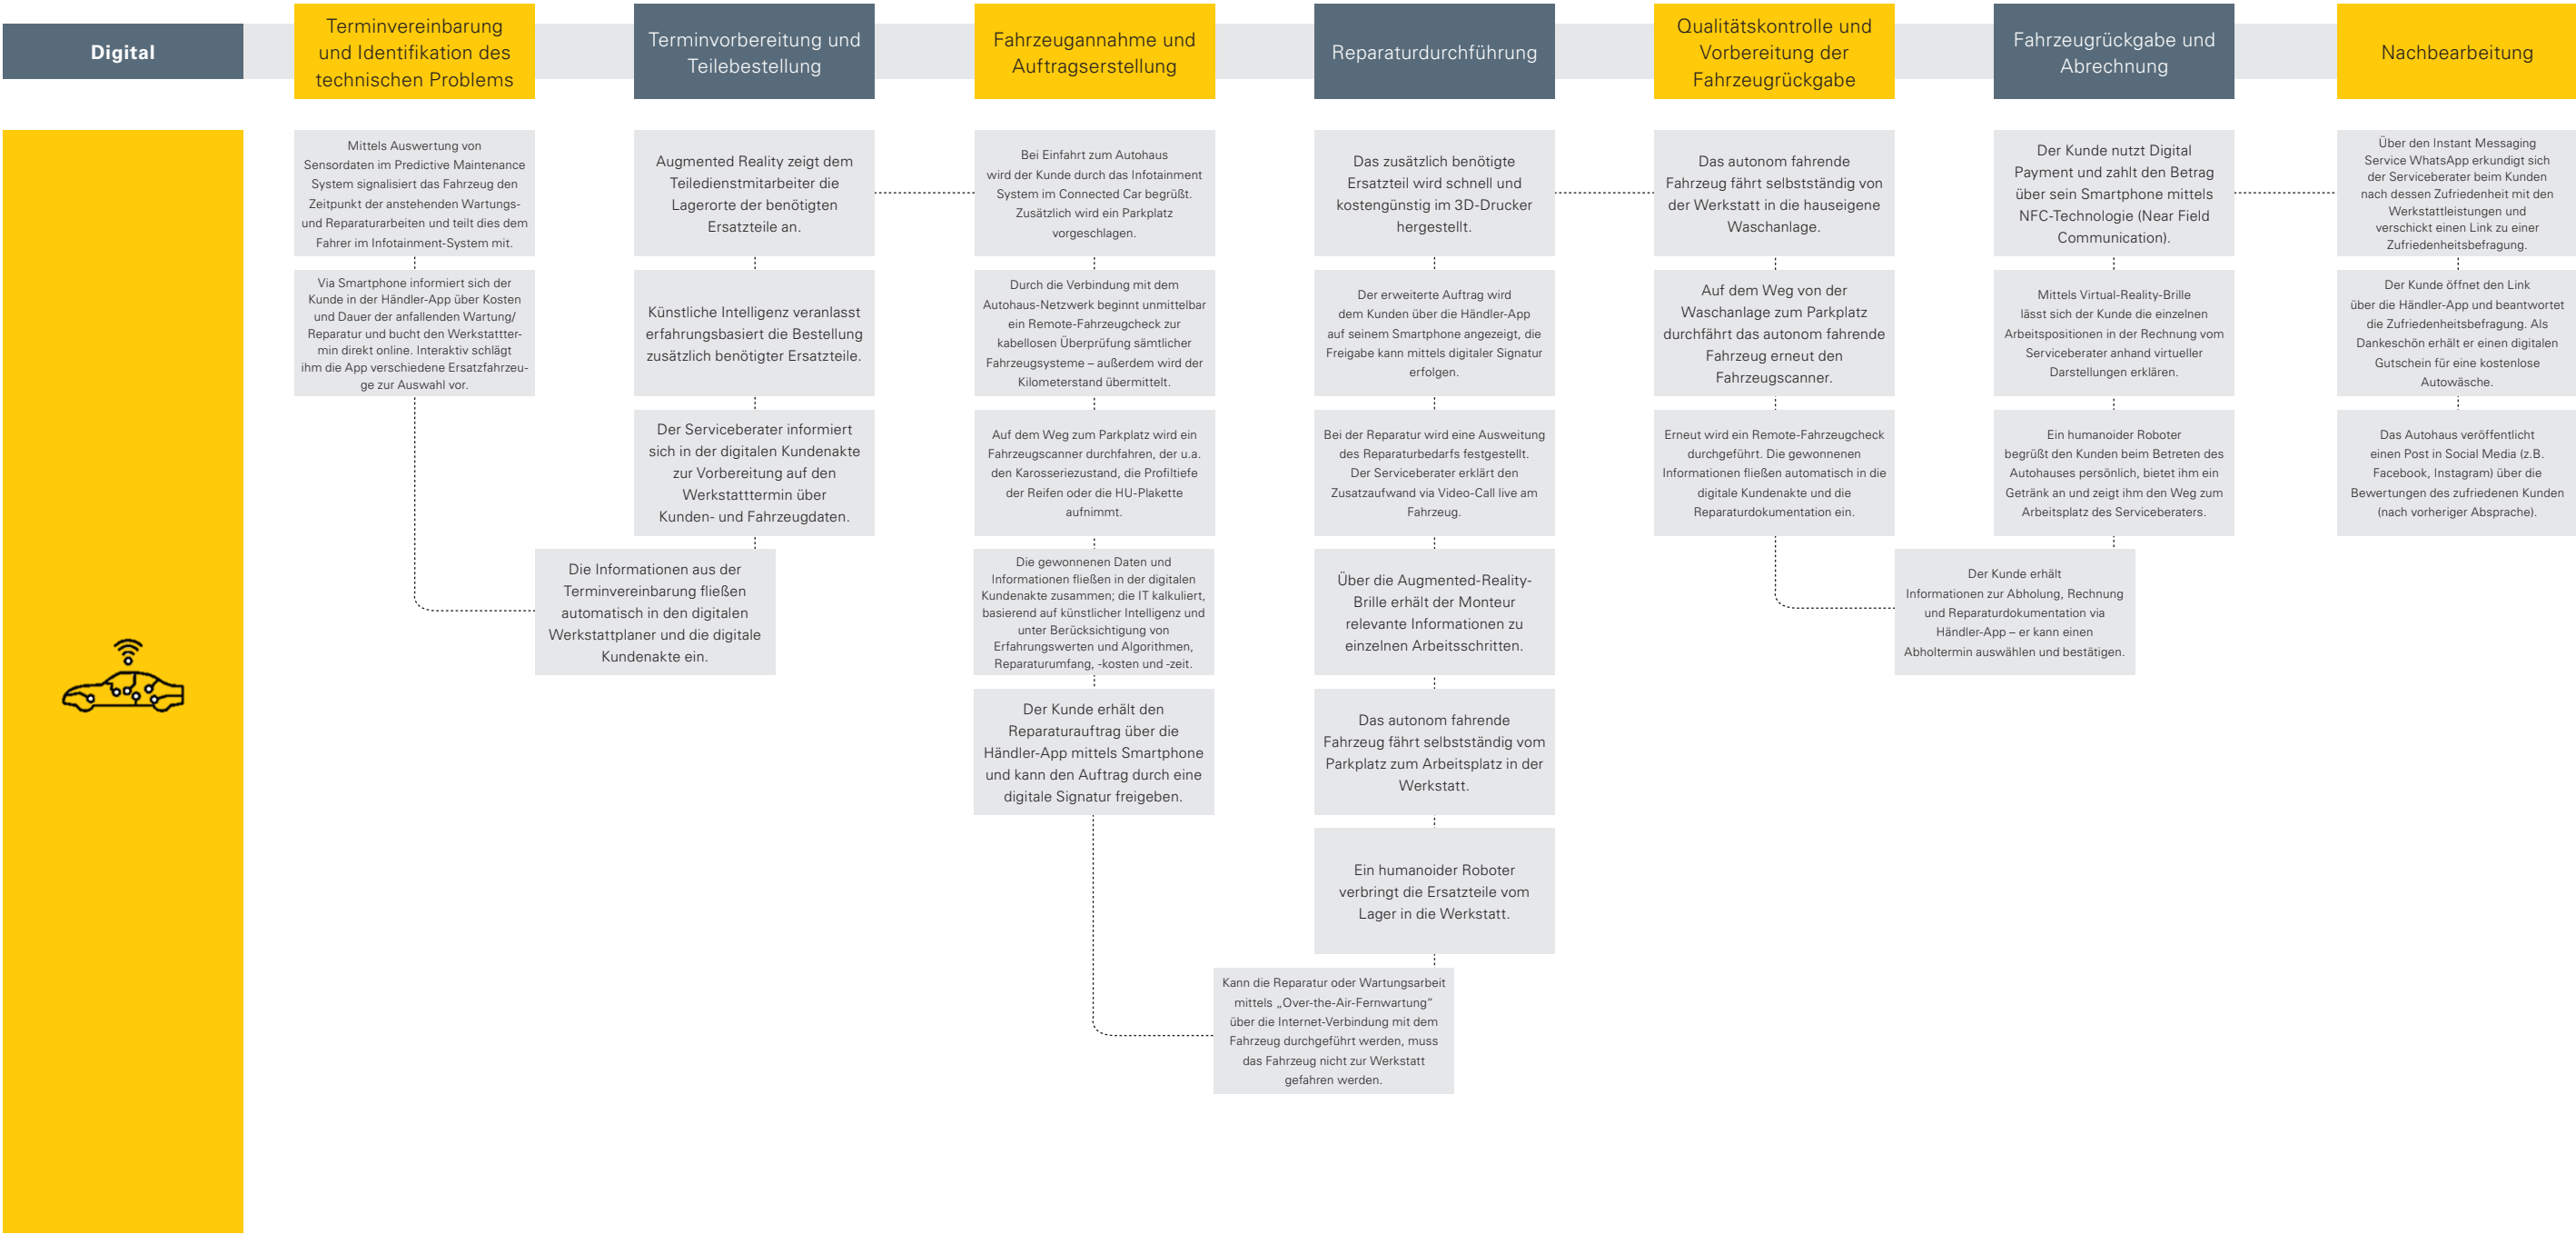 Digital
Terminvereinbarung
und Identifikation des
technischen Problems
Terminvorbereitung und
Teilebestellung
Fahrzeugannahme und
Auftragserstellung
Reparaturdurchführung
Qualitätskontrolle und
Vorbereitung der
Fahrzeugrückgabe
Fahrzeugrückgabe und
Abrechnung
Nachbearbeitung
Mittels Auswertung von
Sensordaten im Predictive Maintenance
System signalisiert das Fahrzeug den
Zeitpunkt der anstehenden Wartungs-
und Reparaturarbeiten und teilt dies dem
Fahrer im Infotainment-System mit.
Via Smartphone informiert sich der
Kunde in der Händler-App über Kosten
und Dauer der anfallenden Wartung/
Reparatur und bucht den Werkstattter-
min direkt online. Interaktiv schlägt
ihm die App verschiedene Ersatzfahrzeu-
ge zur Auswahl vor.
Augmented Reality zeigt dem
Teiledienstmitarbeiter die
Lagerorte der benötigten
Ersatzteile an.
Künstliche Intelligenz veranlasst
erfahrungsbasiert die Bestellung
zusätzlich benötigter Ersatzteile.
Der Serviceberater informiert
sich in der digitalen Kundenakte
zur Vorbereitung auf den
Werkstatttermin über
Kunden- und Fahrzeugdaten.
Die Informationen aus der
Terminvereinbarung fließen
automatisch in den digitalen
Werkstattplaner und die digitale
Kundenakte ein.
Bei Einfahrt zum Autohaus
wird der Kunde durch das Infotainment
System im Connected Car begrüßt.
Zusätzlich wird ein Parkplatz
vorgeschlagen.
Durch die Verbindung mit dem
Autohaus-Netzwerk beginnt unmittelbar
ein Remote-Fahrzeugcheck zur
kabellosen Überprüfung sämtlicher
Fahrzeugsysteme – außerdem wird der
Kilometerstand übermittelt.
Auf dem Weg zum Parkplatz wird ein
Fahrzeugscanner durchfahren, der u.a.
den Karosseriezustand, die Profiltiefe
der Reifen oder die HU-Plakette
aufnimmt.
Die gewonnenen Daten und
Informationen fließen in der digitalen
Kundenakte zusammen; die IT kalkuliert,
basierend auf künstlicher Intelligenz und
unter Berücksichtigung von
Erfahrungswerten und Algorithmen,
Reparaturumfang, -kosten und -zeit.
Der Kunde erhält den
Reparaturauftrag über die
Händler-App mittels Smartphone
und kann den Auftrag durch eine
digitale Signatur freigeben.
Das zusätzlich benötigte
Ersatzteil wird schnell und
kostengünstig im 3D-Drucker
hergestellt.
Der erweiterte Auftrag wird
dem Kunden über die Händler-App
auf seinem Smartphone angezeigt, die
Freigabe kann mittels digitaler Signatur
erfolgen.
Bei der Reparatur wird eine Ausweitung
des Reparaturbedarfs festgestellt.
Der Serviceberater erklärt den
Zusatzaufwand via Video-Call live am
Fahrzeug.
Über die Augmented-Reality-
Brille erhält der Monteur
relevante Informationen zu
einzelnen Arbeitsschritten.
Das autonom fahrende
Fahrzeug fährt selbstständig vom
Parkplatz zum Arbeitsplatz in der
Werkstatt.
Ein humanoider Roboter
verbringt die Ersatzteile vom
Lager in die Werkstatt.
Kann die Reparatur oder Wartungsarbeit
mittels „Over-the-Air-Fernwartung“
über die Internet-Verbindung mit dem
Fahrzeug durchgeführt werden, muss
das Fahrzeug nicht zur Werkstatt
gefahren werden.
Das autonom fahrende
Fahrzeug fährt selbstständig von
der Werkstatt in die hauseigene
Waschanlage.
Auf dem Weg von der
Waschanlage zum Parkplatz
durchfährt das autonom fahrende
Fahrzeug erneut den
Fahrzeugscanner.
Erneut wird ein Remote-Fahrzeugcheck
durchgeführt. Die gewonnenen
Informationen fließen automatisch in die
digitale Kundenakte und die
Reparaturdokumentation ein.
Der Kunde nutzt Digital
Payment und zahlt den Betrag
über sein Smartphone mittels
NFC-Technologie (Near Field
Communication).
Mittels Virtual-Reality-Brille
lässt sich der Kunde die einzelnen
Arbeitspositionen in der Rechnung vom
Serviceberater anhand virtueller
Darstellungen erklären.
Ein humanoider Roboter
begrüßt den Kunden beim Betreten des
Autohauses persönlich, bietet ihm ein
Getränk an und zeigt ihm den Weg zum
Arbeitsplatz des Serviceberaters.
Der Kunde erhält
Informationen zur Abholung, Rechnung
und Reparaturdokumentation via
Händler-App – er kann einen
Abholtermin auswählen und bestätigen.
Über den Instant Messaging
Service WhatsApp erkundigt sich
der Serviceberater beim Kunden
nach dessen Zufriedenheit mit den
Werkstattleistungen und
verschickt einen Link zu einer
Zufriedenheitsbefragung.
Der Kunde öffnet den Link
über die Händler-App und beantwortet
die Zufriedenheitsbefragung. Als
Dankeschön erhält er einen digitalen
Gutschein für eine kostenlose
Autowäsche.
Das Autohaus veröffentlicht
einen Post in Social Media (z.B.
Facebook, Instagram) über die
Bewertungen des zufriedenen Kunden
(nach vorheriger Absprache).